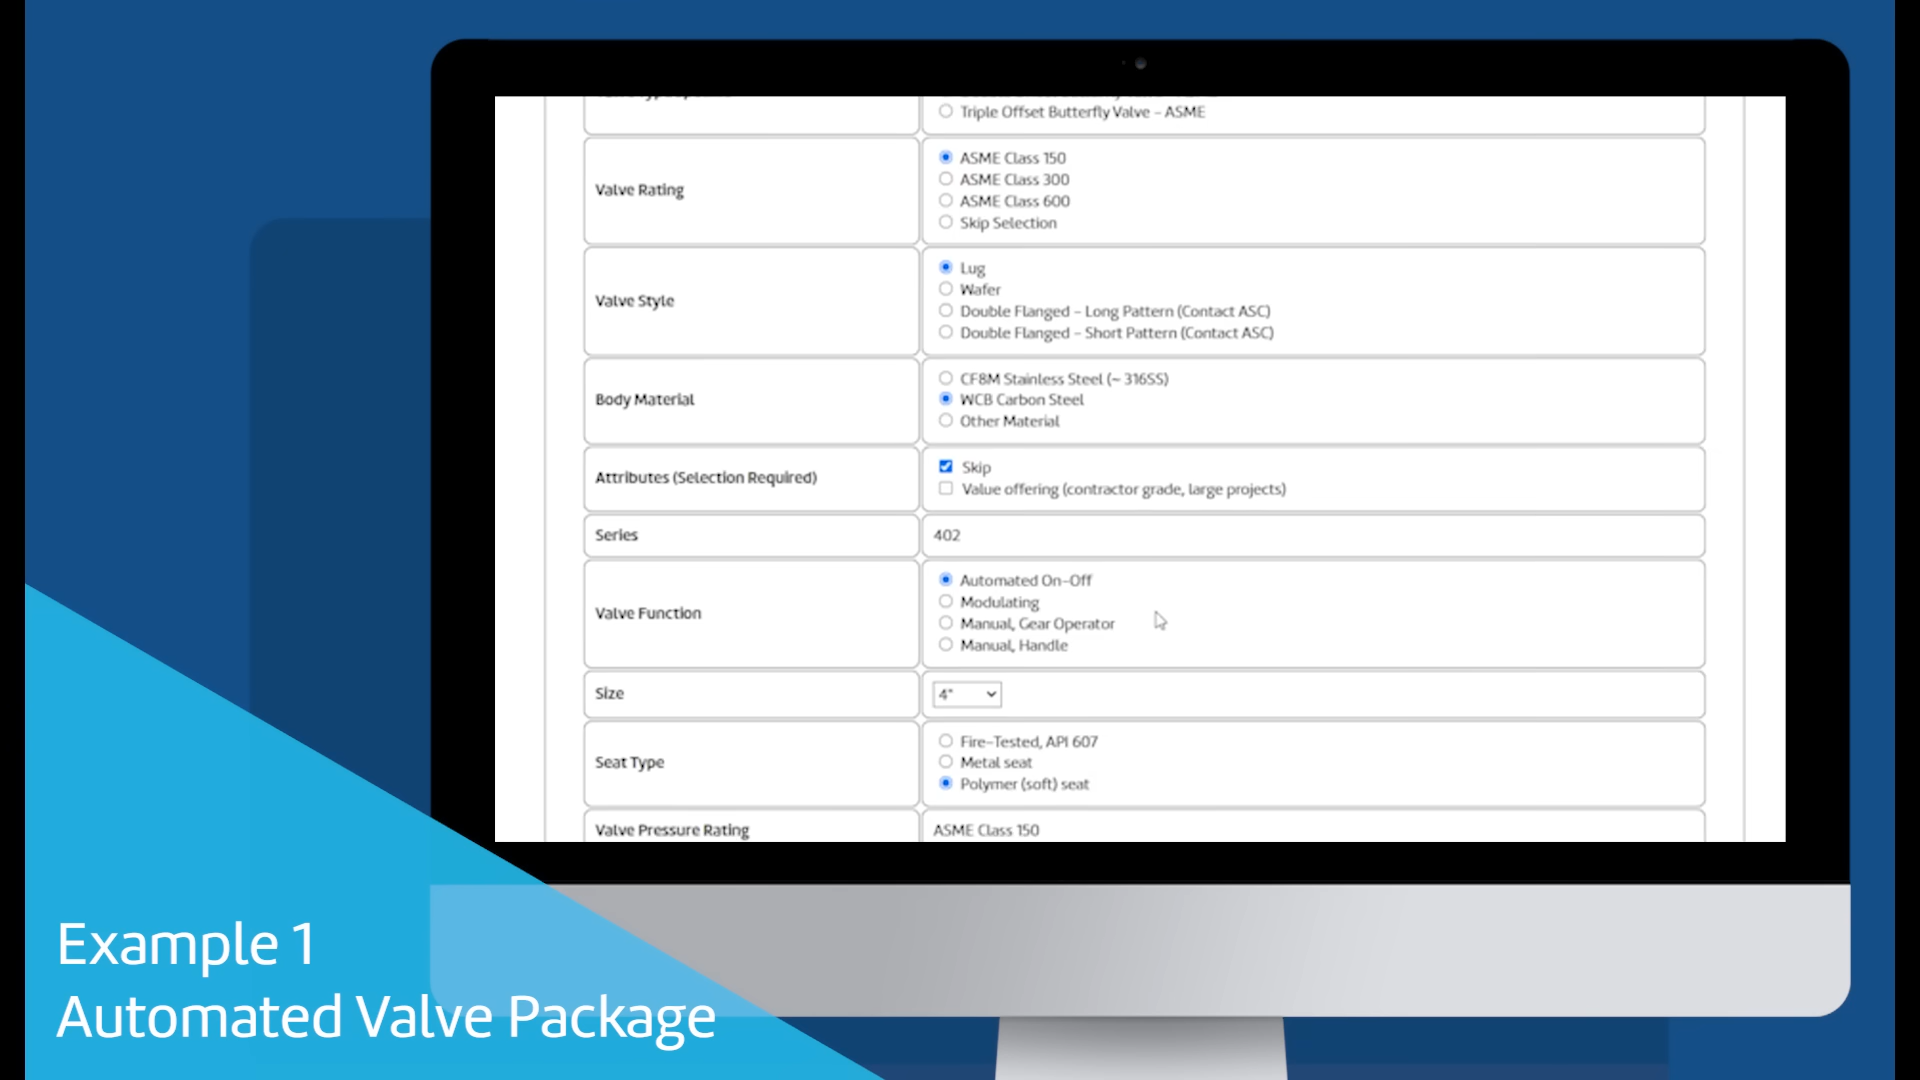 Triple Offset Butterfly Valve - ASME
Valve Rating
ASME Class 150
ASME Class 300
ASME Class 600
Skip Selection
Valve Style
Lug
Wafer
Double Flanged - Long Pattern (Contact ASC)
Double Flanged - Short Pattern (Contact ASC)
Body Material
CF8M Stainless Steel (~ 316SS)
WCB Carbon Steel
Other Material
Attributes (Selection Required)
Skip
Value offering (contractor grade, large projects)
Series
402
Valve Function
Automated On-Off
Modulating
Manual, Gear Operator
Manual, Handle
Size
4"
Seat Type
Fire-Tested, API 607
Metal seat
Polymer (soft) seat
Valve Pressure Rating
ASME Class 150
Example 1
Automated Valve Package